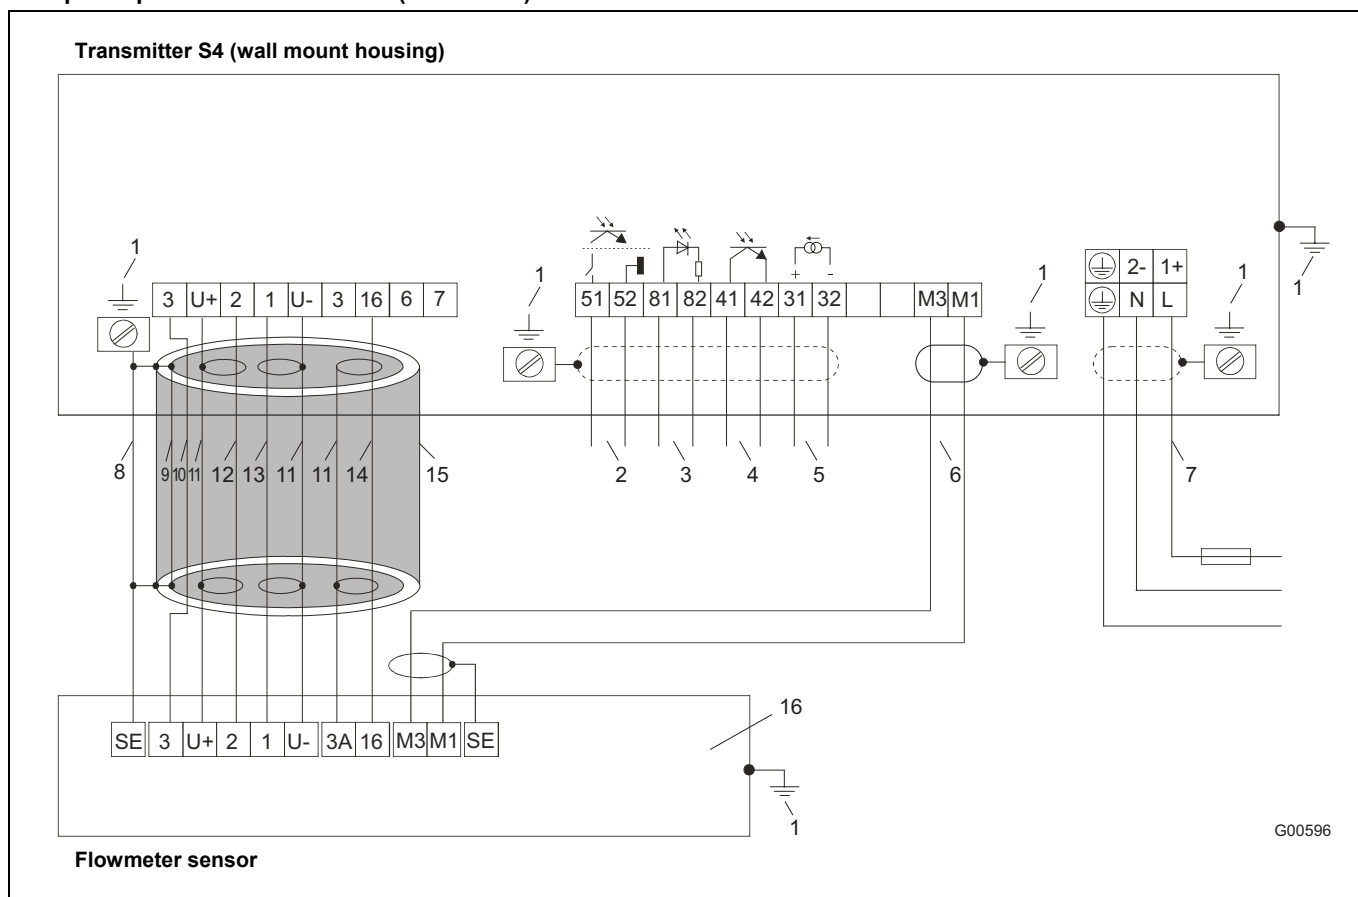 Transmitter S4 (wall mount housing)
1
1
1
1
1
3 U+ 2 1 U- 3 16 6 7
51 52 81 82 41 42 31 32 M3 M1
+ -
2- 1+
N L
8 9 10 11 12 13 11 11 14 15
2 3 4 5 6 7
16
SE 3 U+ 2 1 U- 3A 16 M3 M1 SE
1
G00596
Flowmeter sensor